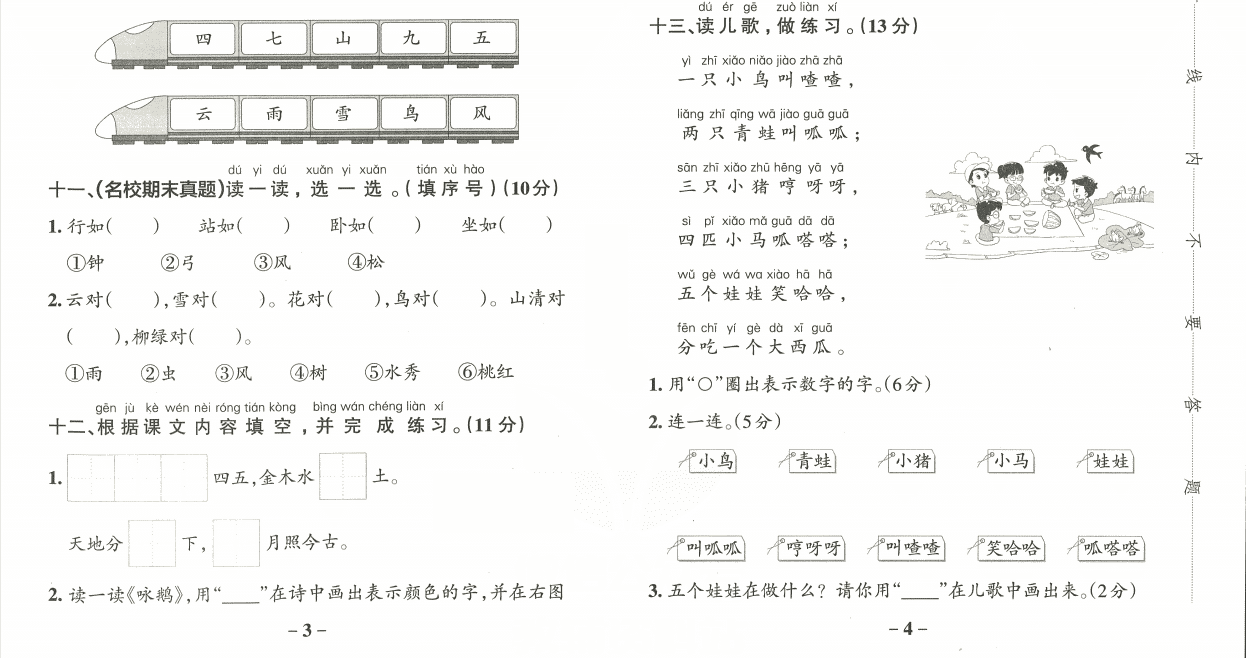 四 七 山 九 五
云 雨 雪 鸟 风
dú yi dú xuǎn yi xuǎn tián xù hào
十一、(名校期末真题)读一读,选一选。(填序号)(10分)
1. 行如( ) 站如( ) 卧如( ) 坐如( )
①钟 ②弓 ③风 ④松
2. 云对( ),雪对( )。花对( ),鸟对( )。山清对
( ),柳绿对( )。
①雨 ②虫 ③风 ④树 ⑤水秀 ⑥桃红
gēn jù kè wén nèi róng tián kòng bìng wán chéng liàn xí
十二、根据课文内容填空,并完成练习。(11分)
1. 四五,金木水 土。
天地分 下, 月照今古。
2. 读一读《咏鹅》,用“____”在诗中画出表示颜色的字,并在右图
– 3 –
dú ér gē zuò liàn xí
十三、读儿歌,做练习。(13分)
yì zhī xiǎo niǎo jiào zhā zhā
一只小鸟叫喳喳,
liǎng zhī qīng wā jiào guā guā
两只青蛙叫呱呱;
sān zhī xiǎo zhū hēng yā yā
三只小猪哼呀呀,
sì pǐ xiǎo mǎ guā dā dā
四匹小马呱嗒嗒;
wǔ gè wá wa xiào hā hā
五个娃娃笑哈哈,
fēn chī yí gè dà xī guā
分吃一个大西瓜。
1. 用“○”圈出表示数字的字。(6分)
2. 连一连。(5分)
小鸟 青蛙 小猪 小马 娃娃
叫呱呱 哼呀呀 叫喳喳 笑哈哈 呱嗒嗒
3. 五个娃娃在做什么?请你用“____”在儿歌中画出来。(2分)
– 4 –
线 内 不 要 答 题